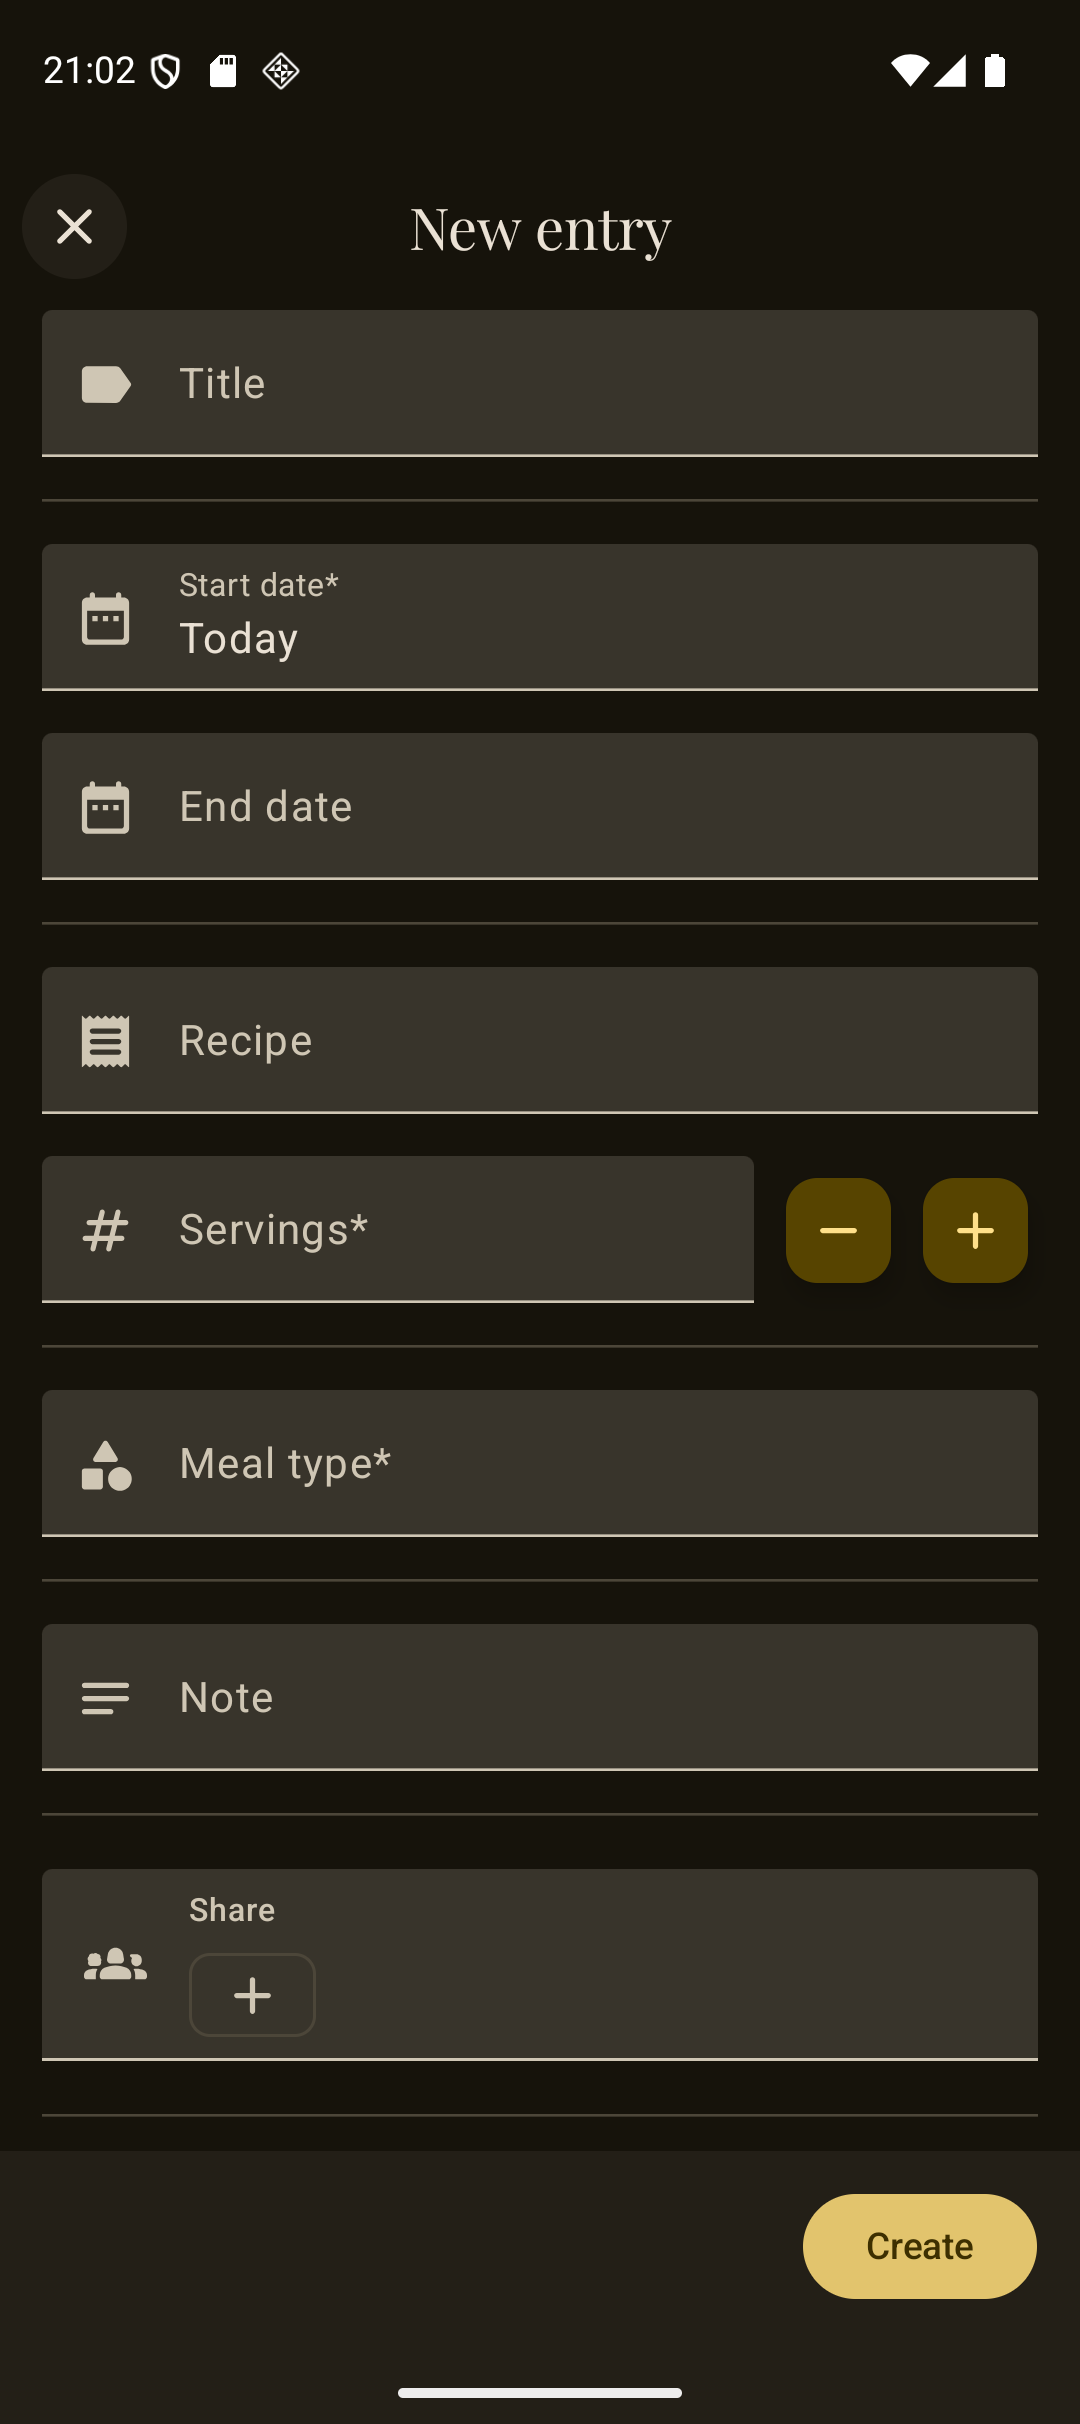 21:02
New entry
Title
Start date*
Today
End date
Recipe
Servings*
Meal type*
Note
Share
Create